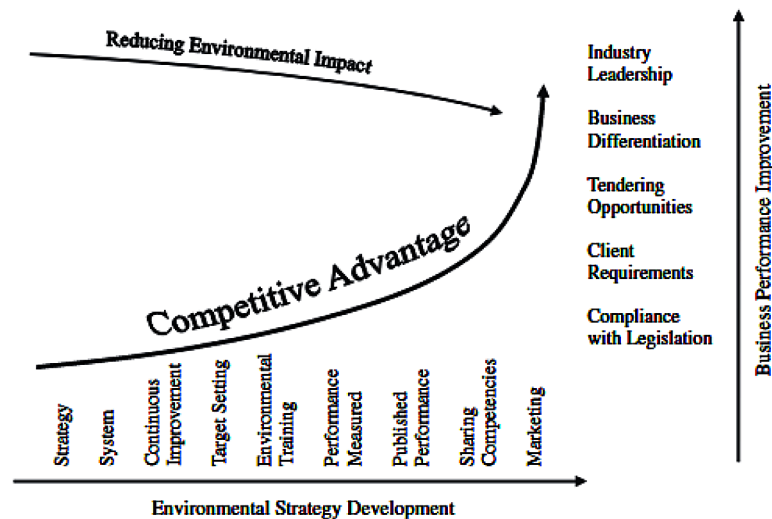 Reducing Environmental Impact
Industry
Leadership
Business
Differentiation
Tendering
Opportunities
Client
Requirements
Compliance
with Legislation
Business Performance Improvement
Competitive Advantage
Strategy
System
Continuous
Improvement
Target Setting
Environmental
Training
Performance
Measured
Published
Performance
Sharing
Competencies
Marketing
Environmental Strategy Development